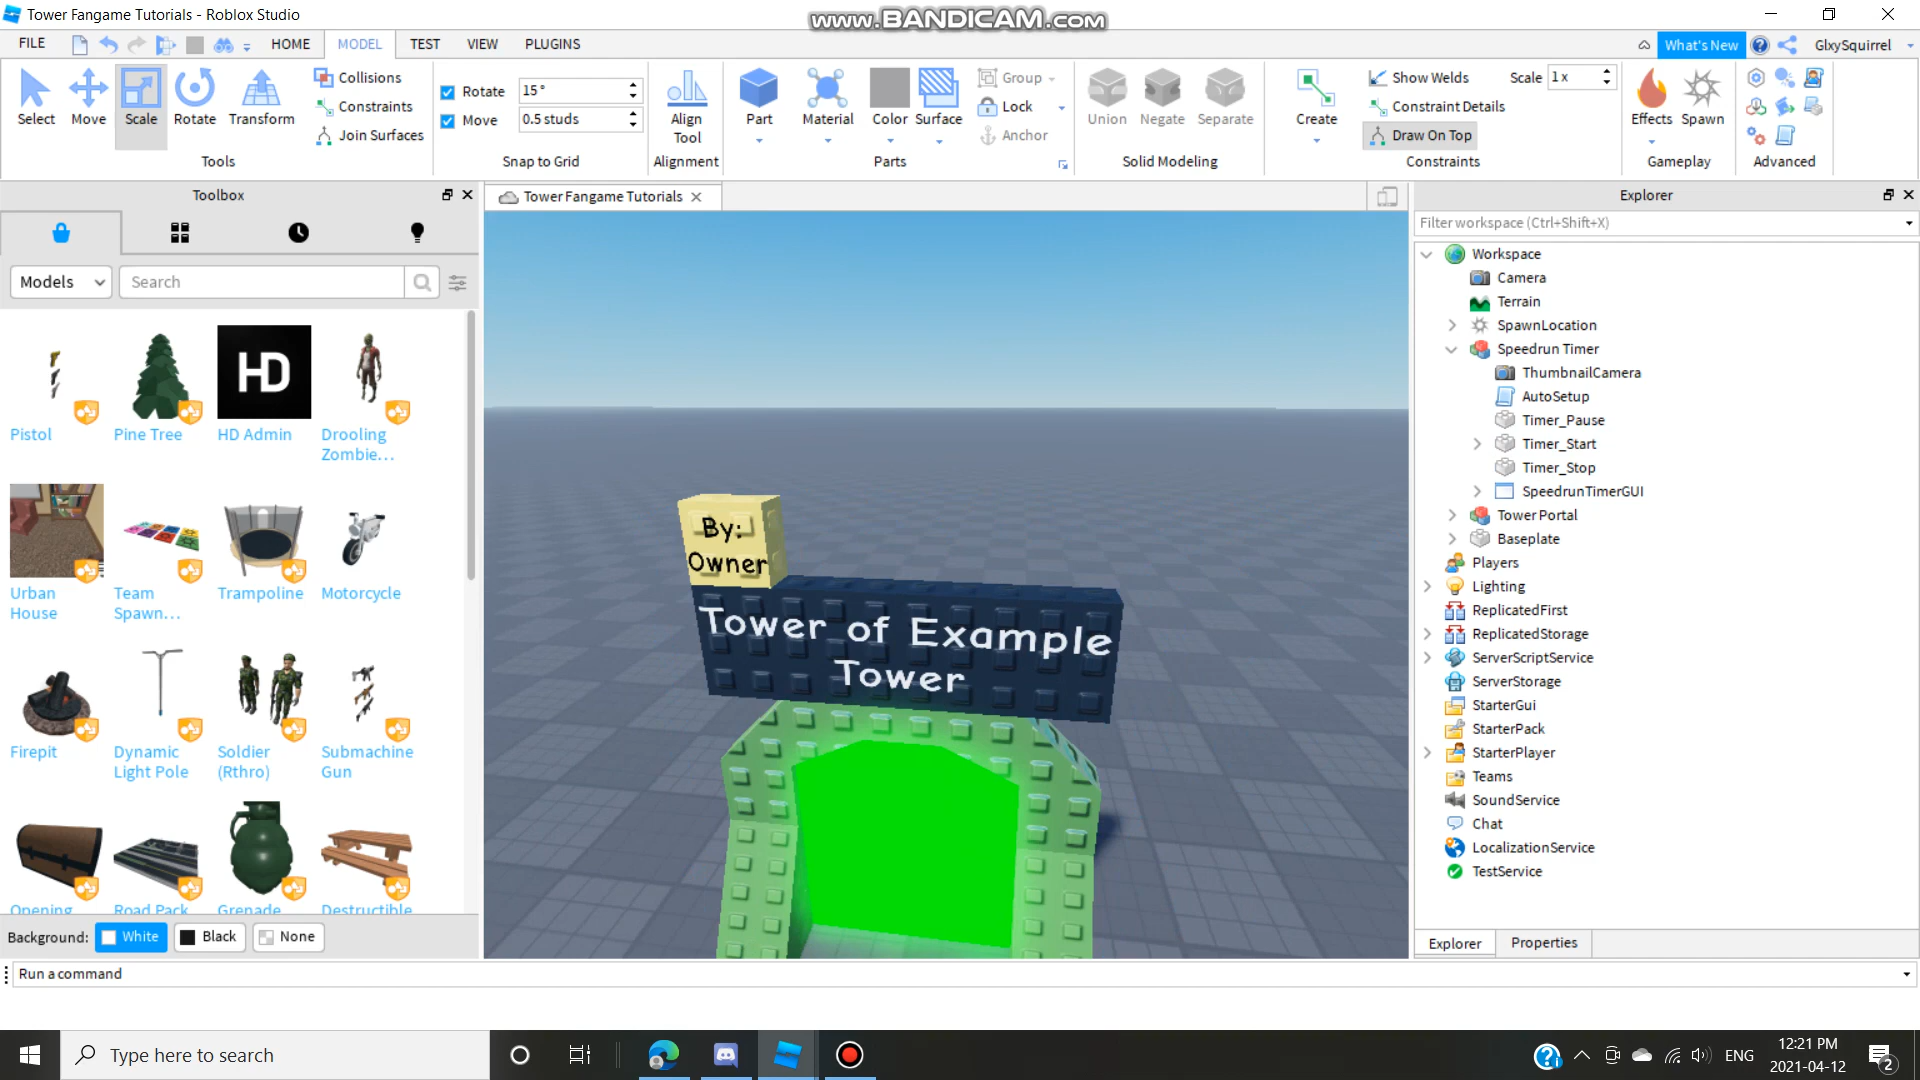 Tower Fangame Tutorials - Roblox Studio
www.BANDICAM.com
FILE
HOME
MODEL
TEST
VIEW
PLUGINS
What's New
GlxySquirrel
Select
Move
Scale
Rotate
Transform
Collisions
Constraints
Join Surfaces
Tools
Rotate
15 °
Move
0.5 studs
Snap to Grid
Align
Tool
Alignment
Part
Material
Color
Surface
Group
Lock
Anchor
Parts
Union
Negate
Separate
Solid Modeling
Create
Show Welds
Scale
1 x
Constraint Details
Draw On Top
Constraints
Effects
Spawn
Gameplay
Advanced
Toolbox
Tower Fangame Tutorials
Explorer
Filter workspace (Ctrl+Shift+X)
Models
Search
Pistol
Pine Tree
HD
HD Admin
Drooling
Zombie...
Urban
House
Team
Spawn...
Trampoline
Motorcycle
Firepit
Dynamic
Light Pole
Soldier
(Rthro)
Submachine
Gun
Opening
Road Pack
Grenade
Destructible
Background:
White
Black
None
By:
Owner
Tower of Example
Tower
Workspace
Camera
Terrain
SpawnLocation
Speedrun Timer
ThumbnailCamera
AutoSetup
Timer_Pause
Timer_Start
Timer_Stop
SpeedrunTimerGUI
Tower Portal
Baseplate
Players
Lighting
ReplicatedFirst
ReplicatedStorage
ServerScriptService
ServerStorage
StarterGui
StarterPack
StarterPlayer
Teams
SoundService
Chat
LocalizationService
TestService
Explorer
Properties
Run a command
Type here to search
ENG
12:21 PM
2021-04-12
2